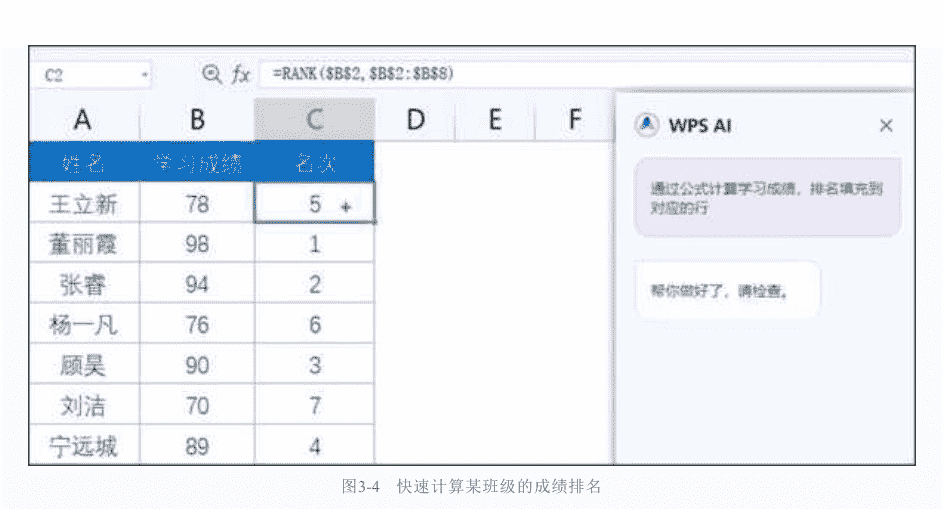 C2 fx =RANK($B$2,$B$2:$B$8)
A B C D E F
姓名 学习成绩 名次
王立新 78 5
董丽霞 98 1
张睿 94 2
杨一凡 76 6
顾昊 90 3
刘洁 70 7
宁远城 89 4
WPS AI
通过公式计算学习成绩，排名填充到
对应的行
帮你做好了，请检查。
图3-4 快速计算某班级的成绩排名